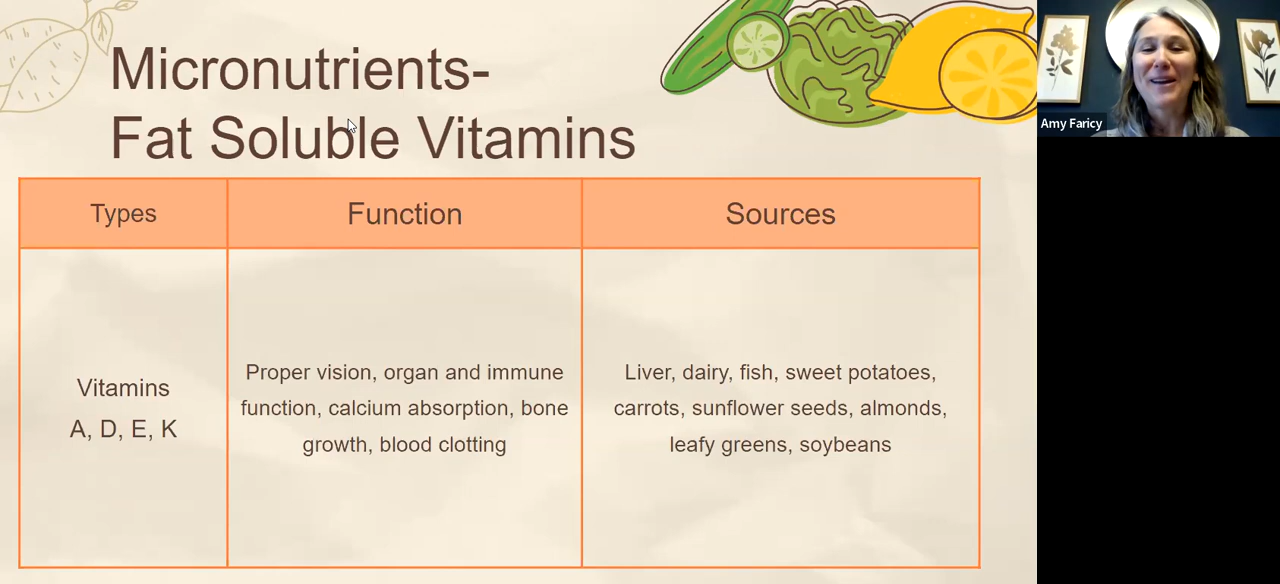 Micronutrients-
Fat Soluble Vitamins
Amy Faricy
Types
Function
Sources
Vitamins
A, D, E, K
Proper vision, organ and immune
function, calcium absorption, bone
growth, blood clotting
Liver, dairy, fish, sweet potatoes,
carrots, sunflower seeds, almonds,
leafy greens, soybeans